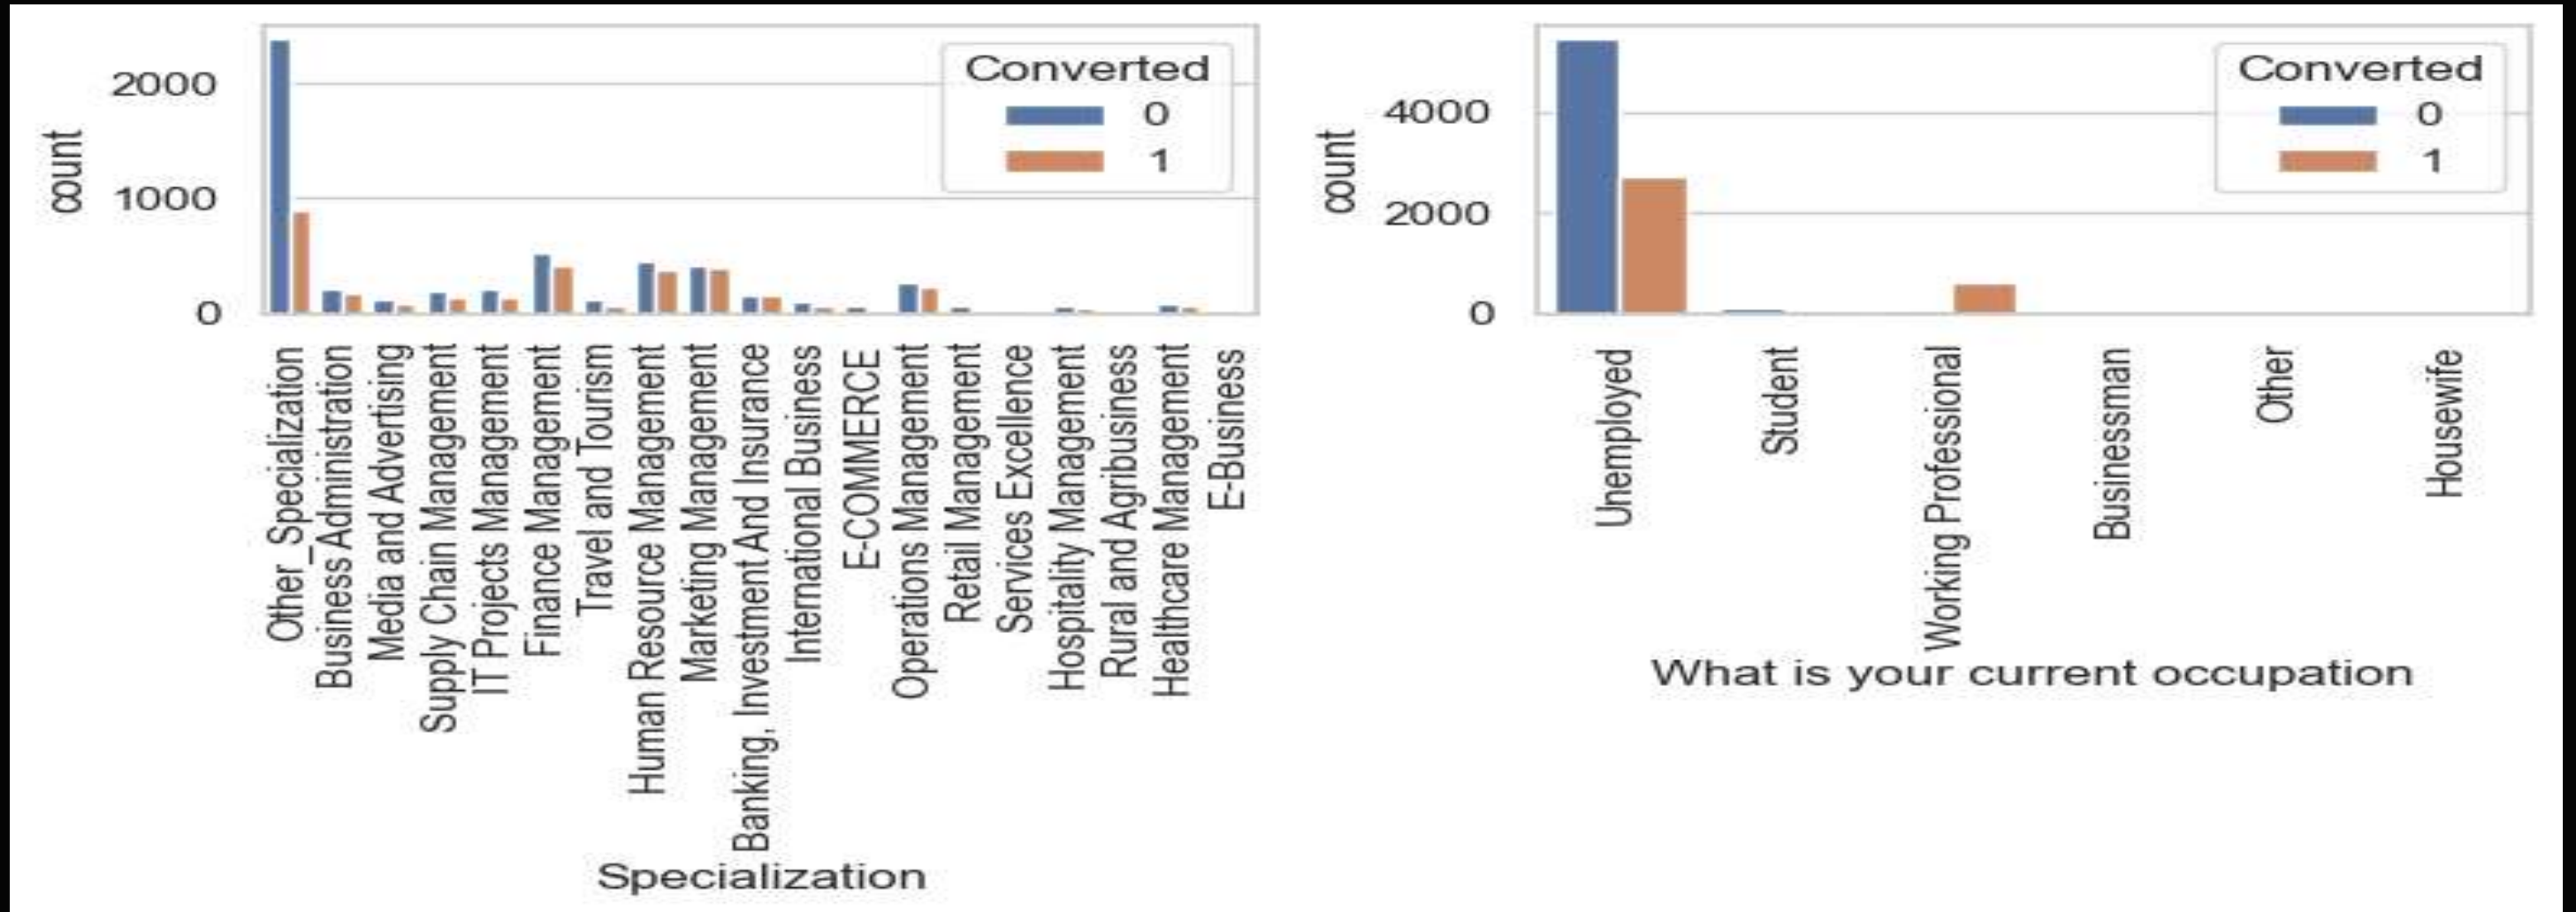 count
2000
1000
0
Converted
0
1
Other_Specialization
Business Administration
Media and Advertising
Supply Chain Management
IT Projects Management
Finance Management
Travel and Tourism
Human Resource Management
Marketing Management
Banking, Investment And Insurance
International Business
E-COMMERCE
Operations Management
Retail Management
Services Excellence
Hospitality Management
Rural and Agribusiness
Healthcare Management
E-Business
Specialization
count
4000
2000
0
Converted
0
1
Unemployed
Student
Working Professional
Businessman
Other
Housewife
What is your current occupation